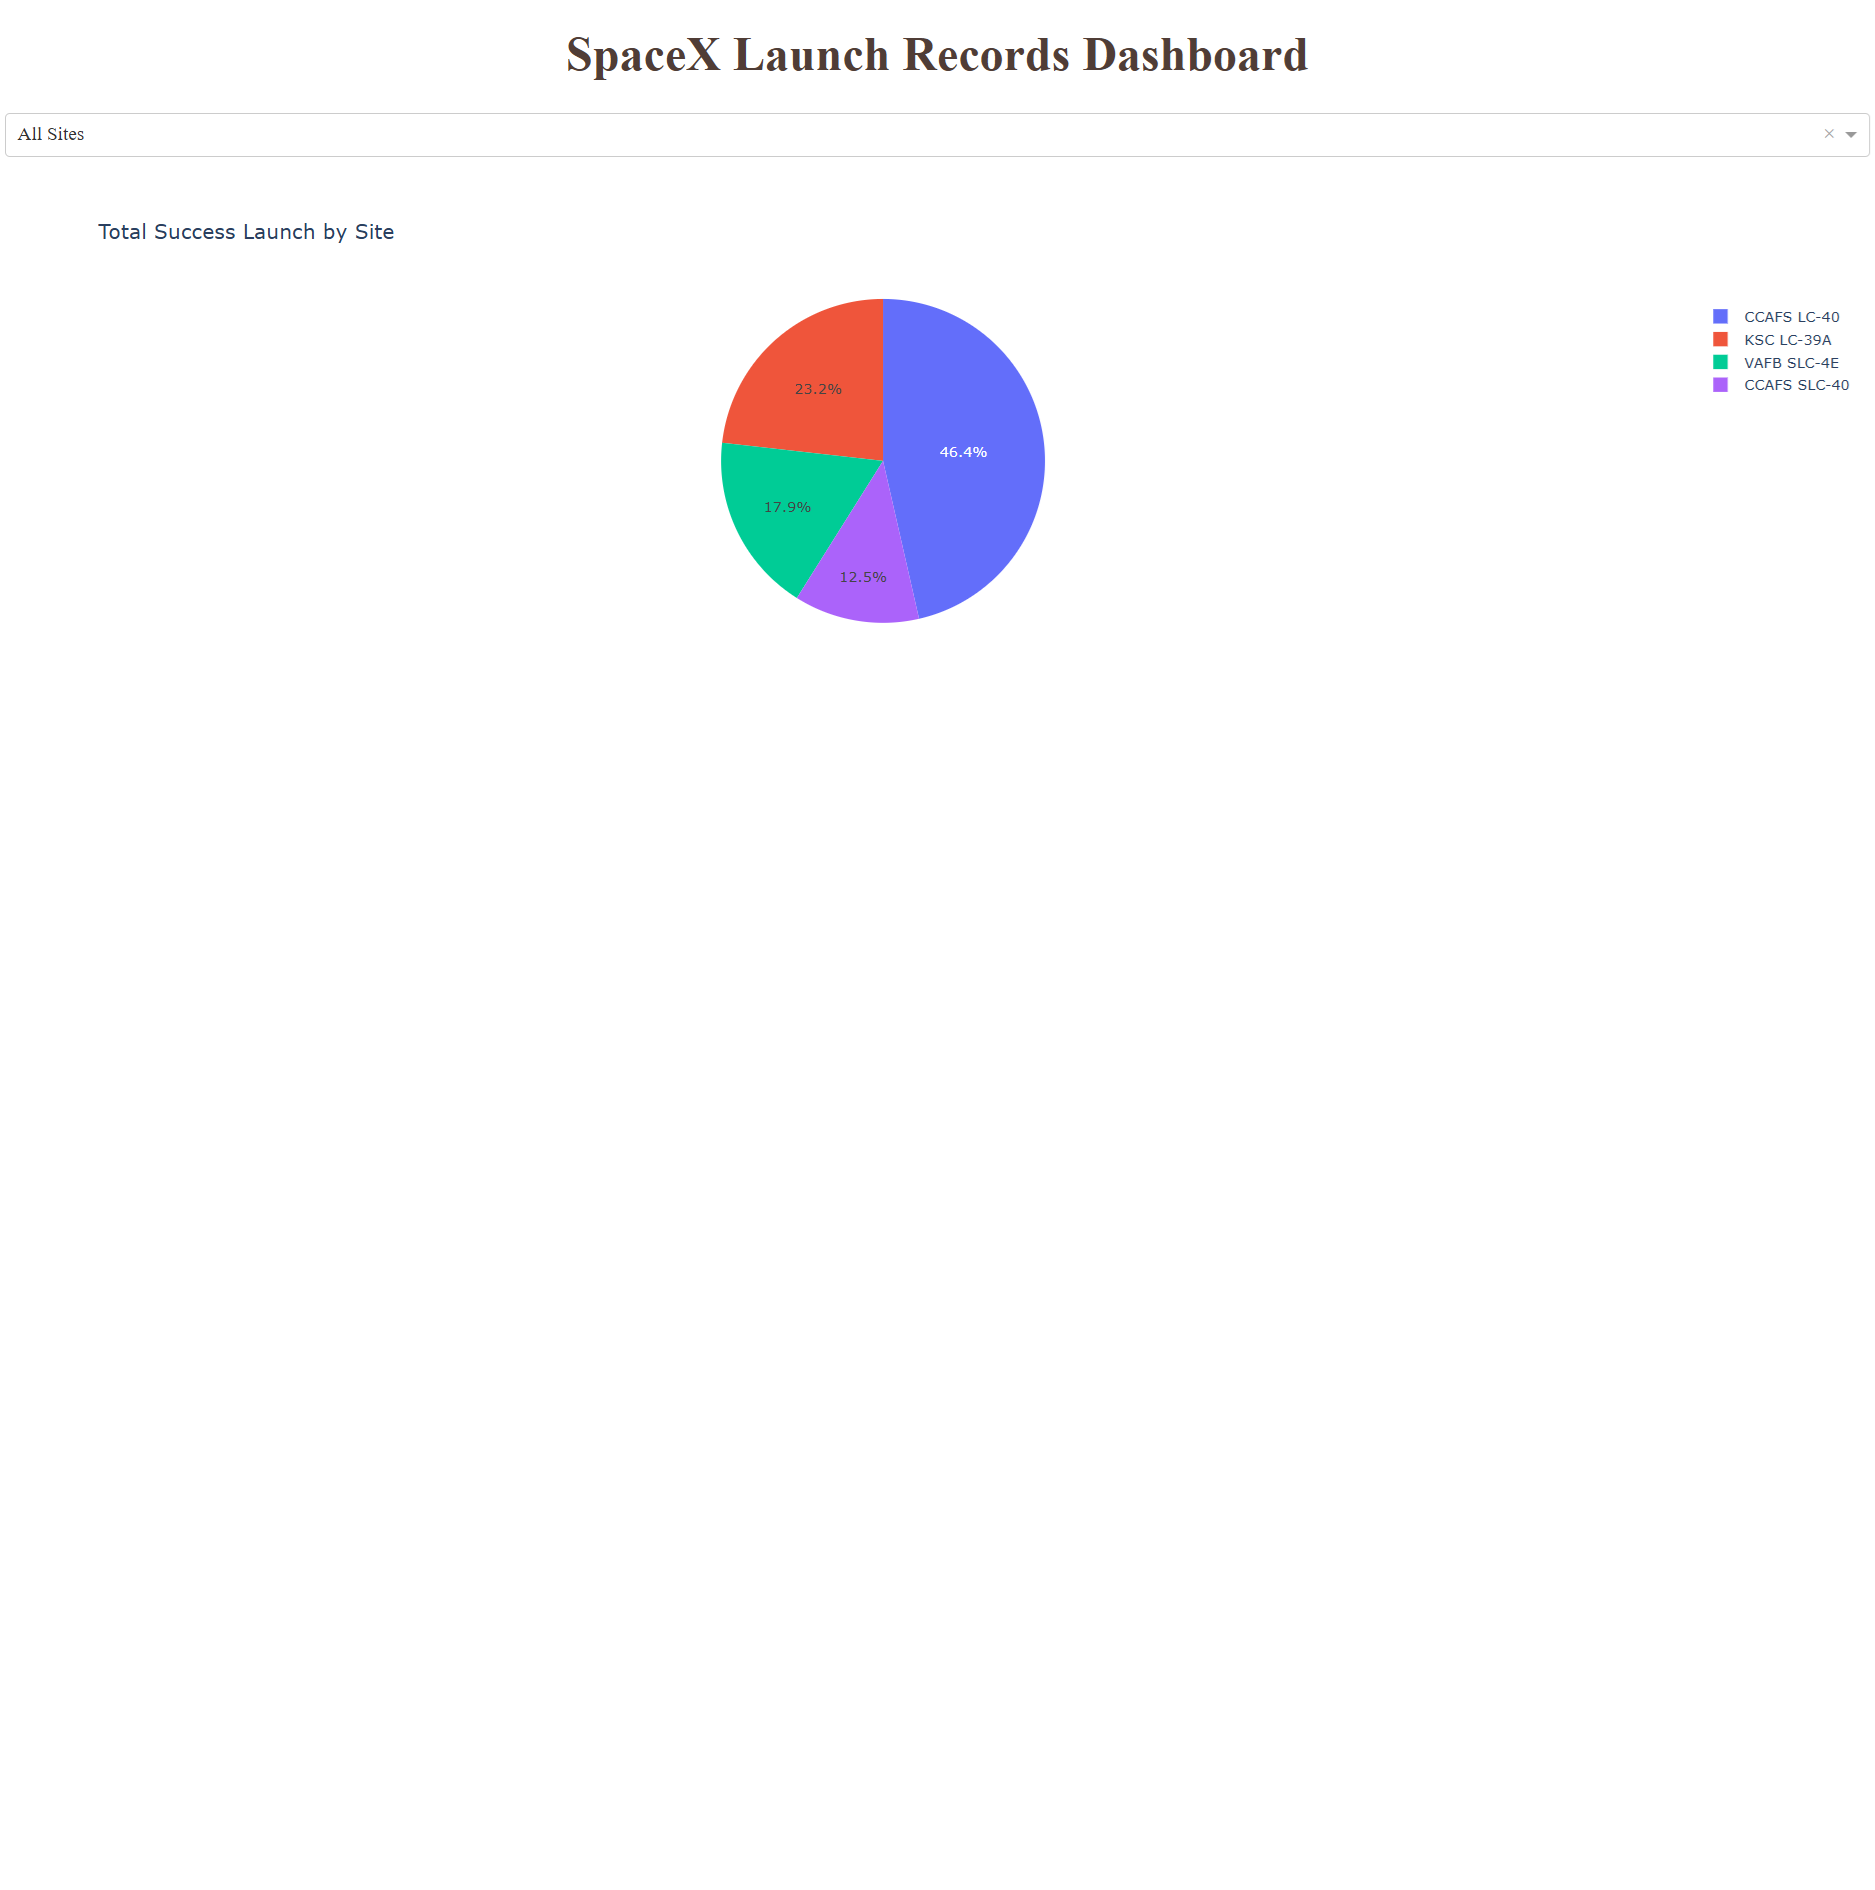 SpaceX Launch Records Dashboard
All Sites
×
Total Success Launch by Site
CCAFS LC-40
KSC LC-39A
VAFB SLC-4E
CCAFS SLC-40
23.2%
46.4%
17.9%
12.5%